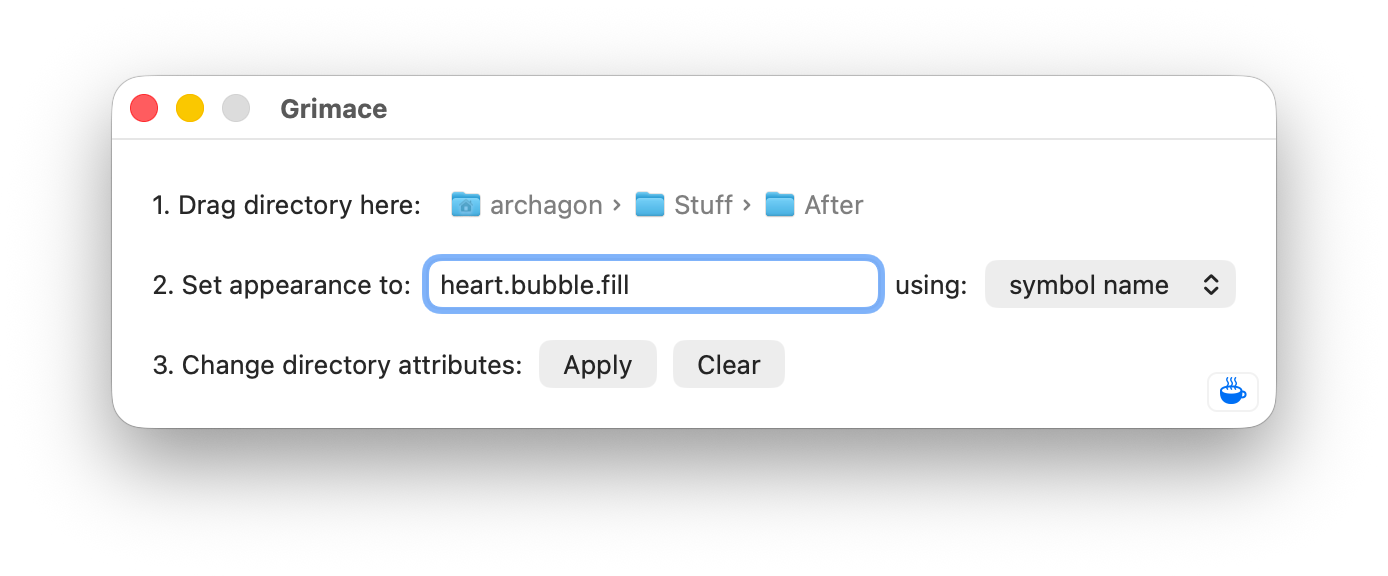 Grimace
1. Drag directory here: archagon › Stuff › After
2. Set appearance to: heart.bubble.fill using: symbol name
3. Change directory attributes: Apply Clear